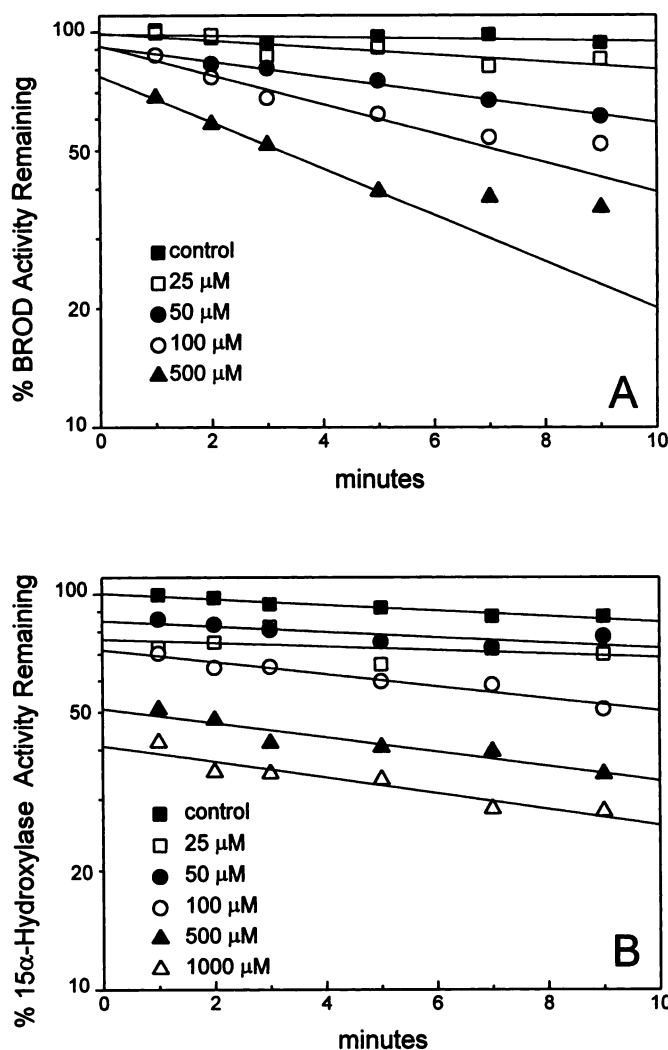 % BROD Activity Remaining
100
50
20
10
control
25 µM
50 µM
100 µM
500 µM
A
0 2 4 6 8 10
minutes
% 15α-Hydroxylase Activity Remaining
100
50
20
10
control
25 µM
50 µM
100 µM
500 µM
1000 µM
B
0 2 4 6 8 10
minutes